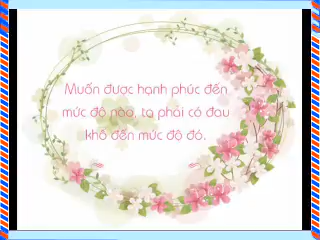 Muốn được hạnh phúc đến
mức độ nào, ta phải có đau
khổ đến mức độ đó.